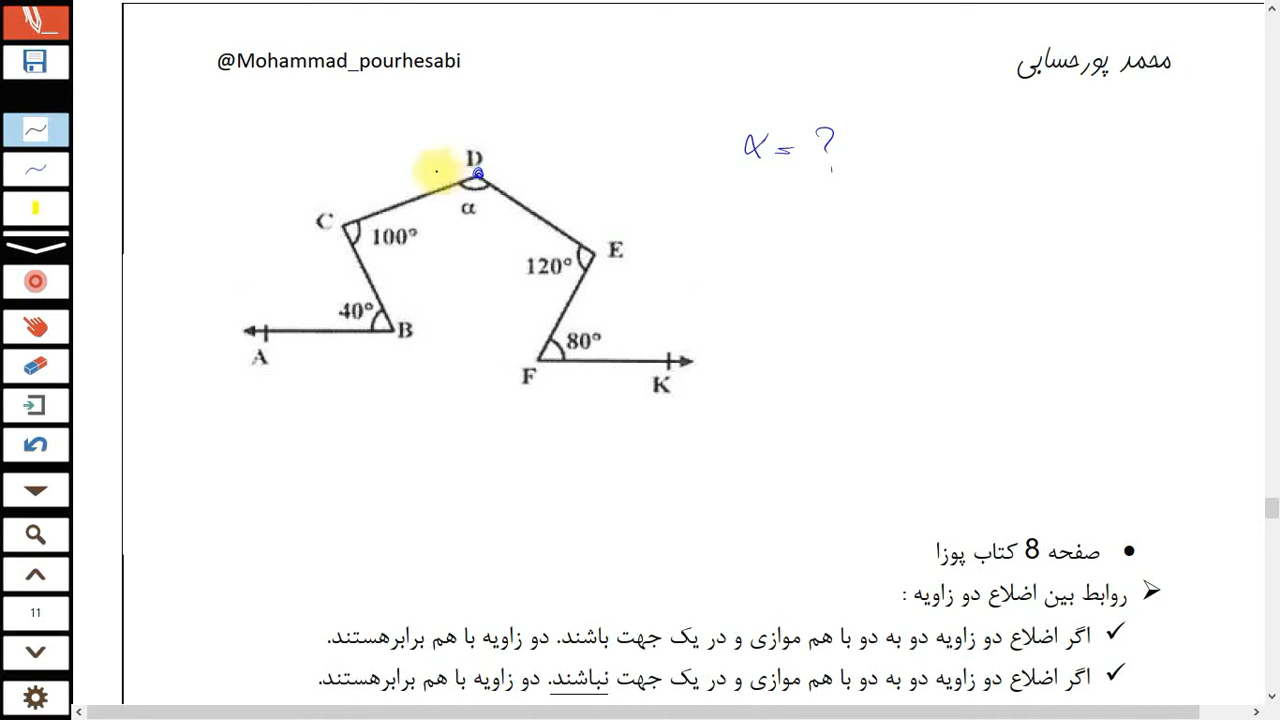 @Mohammad_pourhesabi
محمد پورحسابی
α = ?
D
α
C
100°
E
120°
40°
B
80°
A
F
K
11
• صفحه 8 کتاب پوزا
➢ روابط بین اضلاع دو زاویه :
✓ اگر اضلاع دو زاویه دو به دو با هم موازی و در یک جهت باشند. دو زاویه با هم برابرهستند.
✓ اگر اضلاع دو زاویه دو به دو با هم موازی و در یک جهت نباشند. دو زاویه با هم برابرهستند.